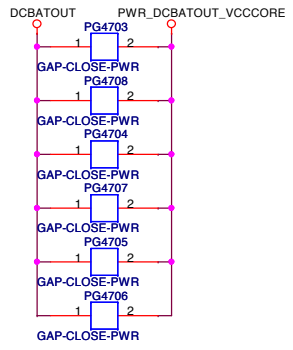 DCBATOUT PWR_DCBATOUT_VCCCORE
PG4703
1 2
GAP-CLOSE-PWR
PG4708
1 2
GAP-CLOSE-PWR
PG4704
1 2
GAP-CLOSE-PWR
PG4707
1 2
GAP-CLOSE-PWR
PG4705
1 2
GAP-CLOSE-PWR
PG4706
1 2
GAP-CLOSE-PWR